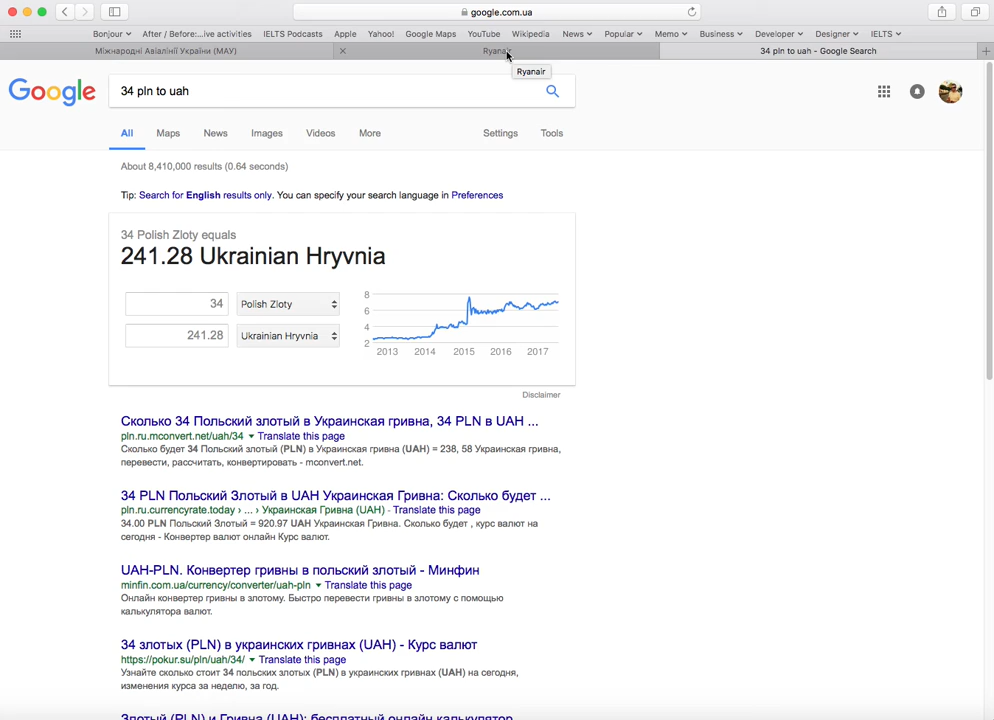 google.com.ua
Bonjour After / Before:...ive activities IELTS Podcasts Apple Yahoo! Google Maps YouTube Wikipedia News Popular Memo Business Developer Designer IELTS
Міжнародні Авіалінії України (МАУ) Ryanair 34 pln to uah - Google Search
Ryanair
Google 34 pln to uah
All Maps News Images Videos More Settings Tools
About 8,410,000 results (0.64 seconds)
Tip: Search for English results only. You can specify your search language in Preferences
34 Polish Zloty equals
241.28 Ukrainian Hryvnia
34 Polish Zloty
241.28 Ukrainian Hryvnia
8
6
4
2
2013 2014 2015 2016 2017
Disclaimer
Сколько 34 Польский злотый в Украинская гривна, 34 PLN в UAH ...
pln.ru.mconvert.net/uah/34 Translate this page
Сколько будет 34 Польский злотый (PLN) в Украинская гривна (UAH) = 238, 58 Украинская гривна,
перевести, рассчитать, конвертировать - mconvert.net.
34 PLN Польский Злотый в UAH Украинская Гривна: Сколько будет ...
pln.ru.currencyrate.today › ... › Украинская Гривна (UAH) - Translate this page
34.00 PLN Польский Злотый = 920.97 UAH Украинская Гривна. Сколько будет , курс валют на
сегодня - Конвертер валют онлайн Курс валют.
UAH-PLN. Конвертер гривны в польский злотый - Минфин
minfin.com.ua/currency/converter/uah-pln Translate this page
Онлайн конвертер гривны в злотому. Быстро перевести гривны в злотому с помощью
калькулятора валют.
34 злотых (PLN) в украинских гривнах (UAH) - Курс валют
https://pokur.su/pln/uah/34/ Translate this page
Узнайте сколько стоит 34 польских злотых (PLN) в украинских гривнах (UAH) на сегодня,
изменения курса за неделю, за год.
Злотый (PLN) и Гривна (UAH): бесплатный онлайн калькулятор